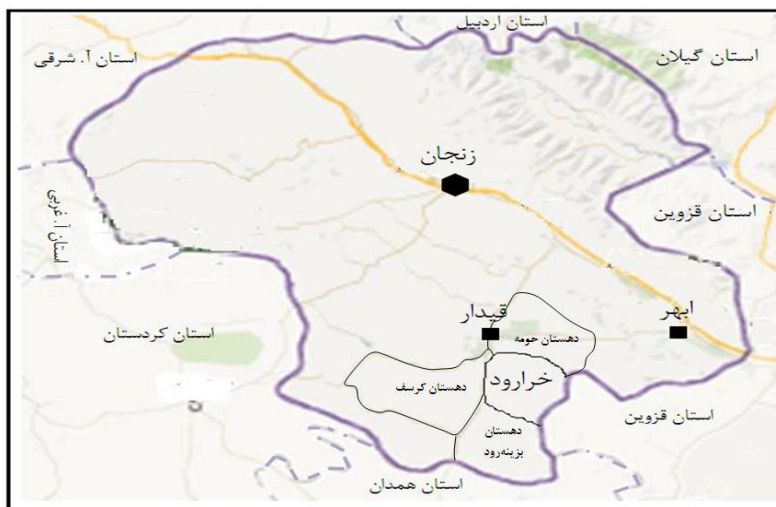 استان اردبیل
استان گیلان
استان آ. شرقی
زنجان
استان آ.غربی
استان قزوین
قیدار
ابهر
استان کردستان
دهستان حومه
خرارود
دهستان کرسف
استان قزوین
دهستان
بزینه‌رود
استان همدان